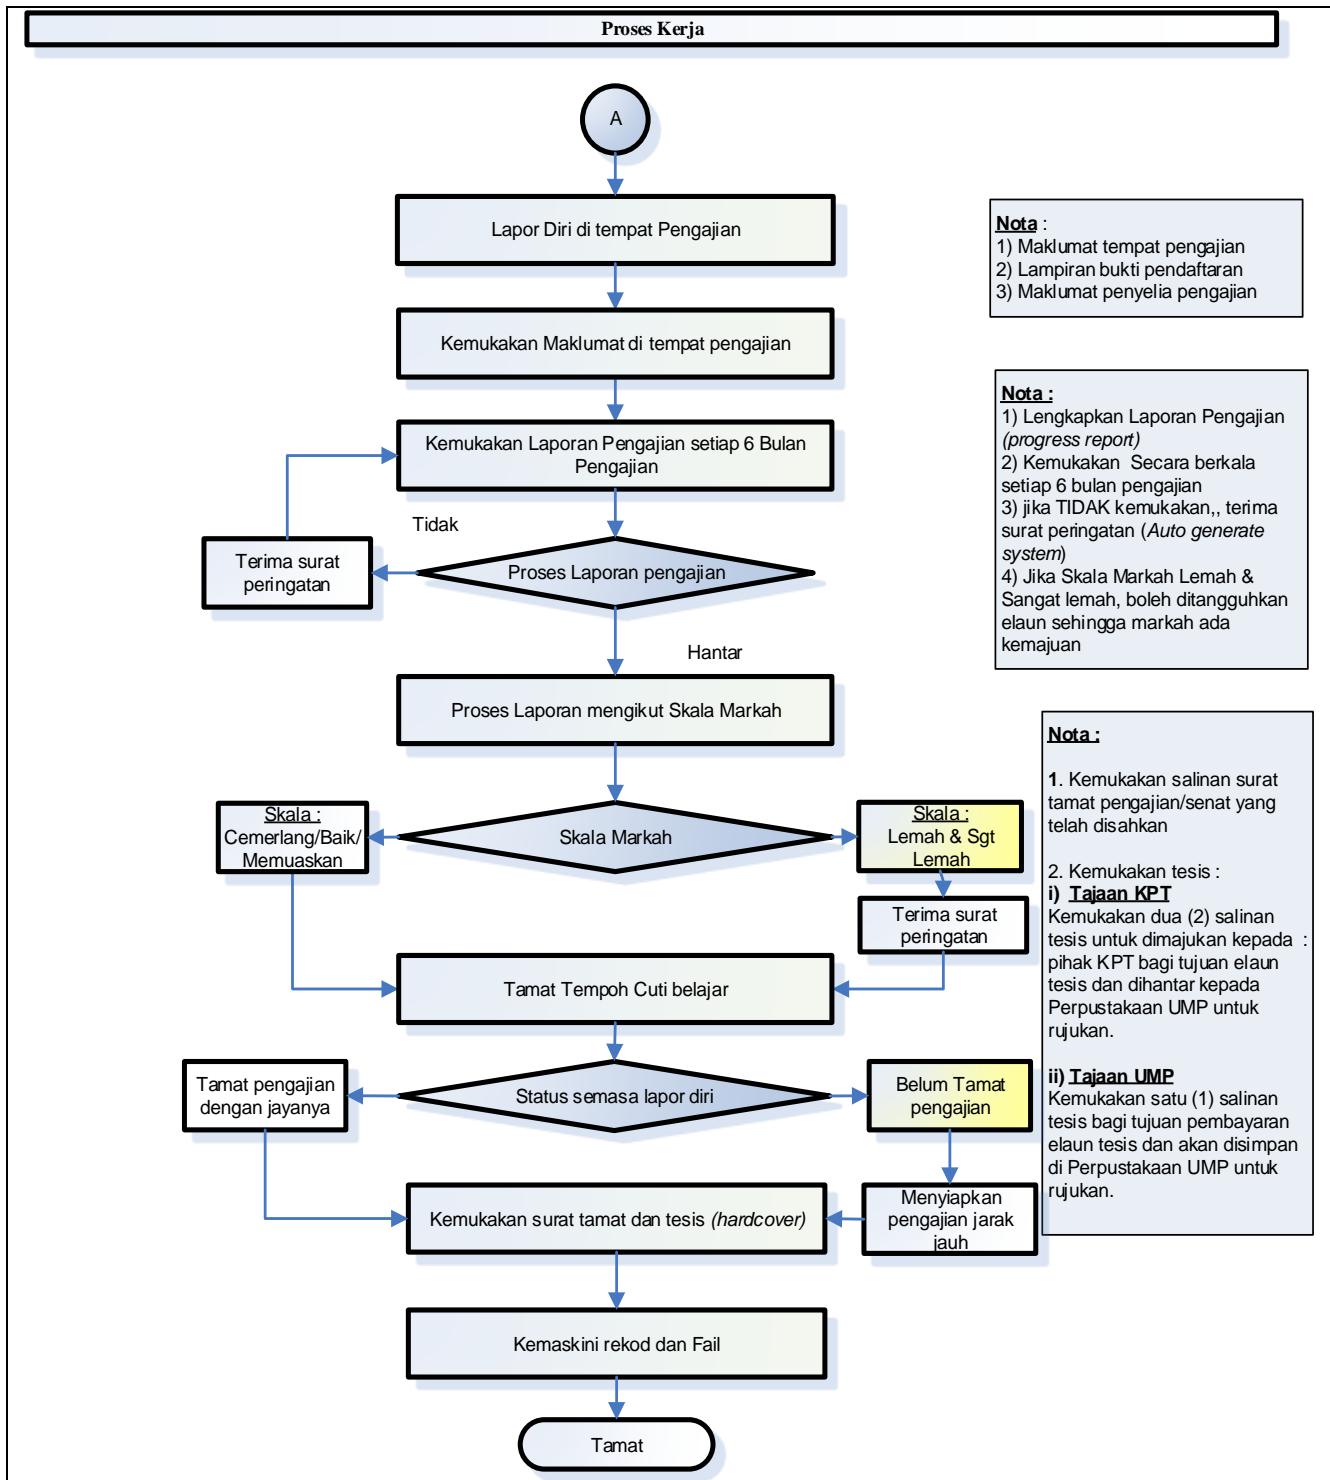 Proses Kerja
A
Lapor Diri di tempat Pengajian
Nota :
1) Maklumat tempat pengajian
2) Lampiran bukti pendaftaran
3) Maklumat penyelia pengajian
Kemukakan Maklumat di tempat pengajian
Kemukakan Laporan Pengajian setiap 6 Bulan
Pengajian
Nota :
1) Lengkapkan Laporan Pengajian
(progress report)
2) Kemukakan Secara berkala
setiap 6 bulan pengajian
3) jika TIDAK kemukakan,, terima
surat peringatan (Auto generate
system)
4) Jika Skala Markah Lemah &
Sangat lemah, boleh ditangguhkan
elaun sehingga markah ada
kemajuan
Tidak
Terima surat
peringatan
Proses Laporan pengajian
Hantar
Proses Laporan mengikut Skala Markah
Skala :
Cemerlang/Baik/
Memuaskan
Skala Markah
Skala :
Lemah & Sgt
Lemah
Terima surat
peringatan
Tamat Tempoh Cuti belajar
Nota :
1. Kemukakan salinan surat
tamat pengajian/senat yang
telah disahkan
2. Kemukakan tesis :
i) Tajaan KPT
Kemukakan dua (2) salinan
tesis untuk dimajukan kepada :
pihak KPT bagi tujuan elaun
tesis dan dihantar kepada
Perpustakaan UMP untuk
rujukan.
ii) Tajaan UMP
Kemukakan satu (1) salinan
tesis bagi tujuan pembayaran
elaun tesis dan akan disimpan
di Perpustakaan UMP untuk
rujukan.
Tamat pengajian
dengan jayanya
Status semasa lapor diri
Belum Tamat
pengajian
Kemukakan surat tamat dan tesis (hardcover)
Menyiapkan
pengajian jarak
jauh
Kemaskini rekod dan Fail
Tamat